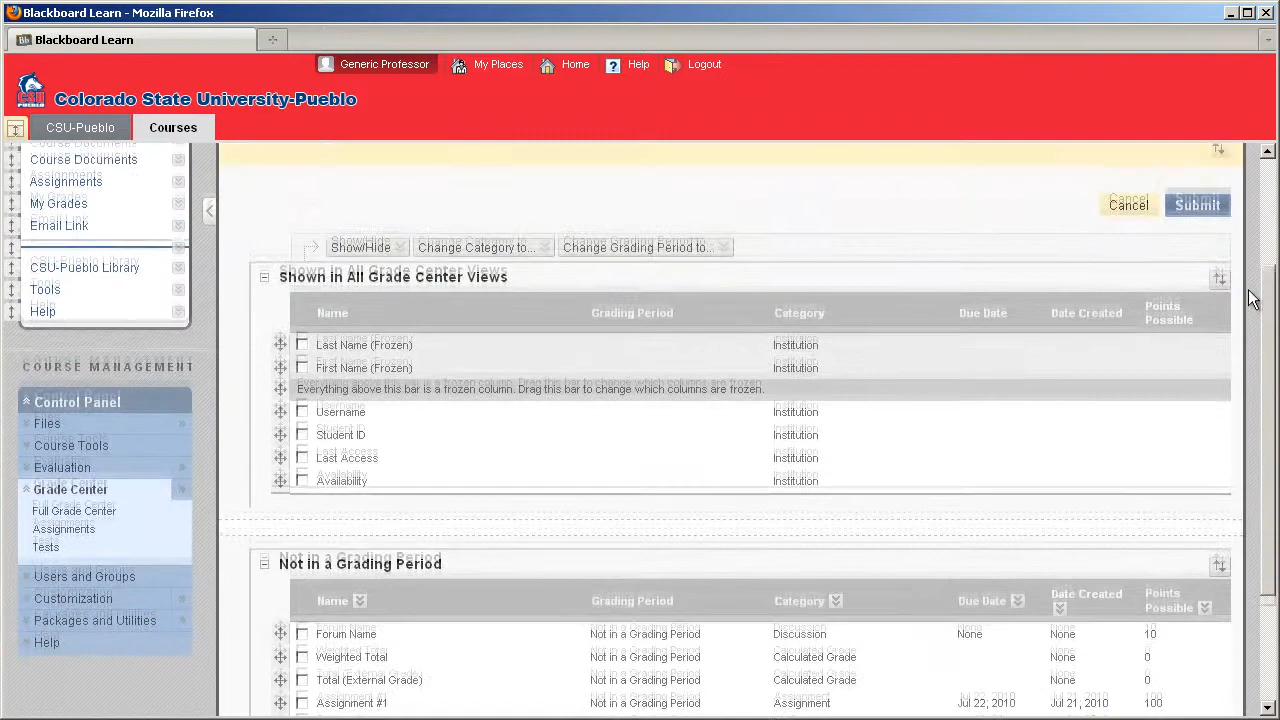 Blackboard Learn - Mozilla Firefox
Blackboard Learn
Generic Professor My Places Home Help Logout
CSU PUEBLO
Colorado State University-Pueblo
CSU-Pueblo Courses
Course Documents
Assignments
My Grades
Email Link
CSU-Pueblo Library
Tools
Help
COURSE MANAGEMENT
Control Panel
Files
Course Tools
Evaluation
Grade Center
Full Grade Center
Assignments
Tests
Users and Groups
Customization
Packages and Utilities
Help
Cancel Submit
Show/Hide Change Category to... Change Grading Period to...
Shown in All Grade Center Views
Name Grading Period Category Due Date Date Created Points Possible
Last Name (Frozen) Institution
First Name (Frozen) Institution
Everything above this bar is a frozen column. Drag this bar to change which columns are frozen.
Username Institution
Student ID Institution
Last Access Institution
Availability Institution
Not in a Grading Period
Name Grading Period Category Due Date Date Created Points Possible
Forum Name Not in a Grading Period Discussion None None 10
Weighted Total Not in a Grading Period Calculated Grade None 0
Total (External Grade) Not in a Grading Period Calculated Grade None 0
Assignment #1 Not in a Grading Period Assignment Jul 22, 2010 Jul 21, 2010 100